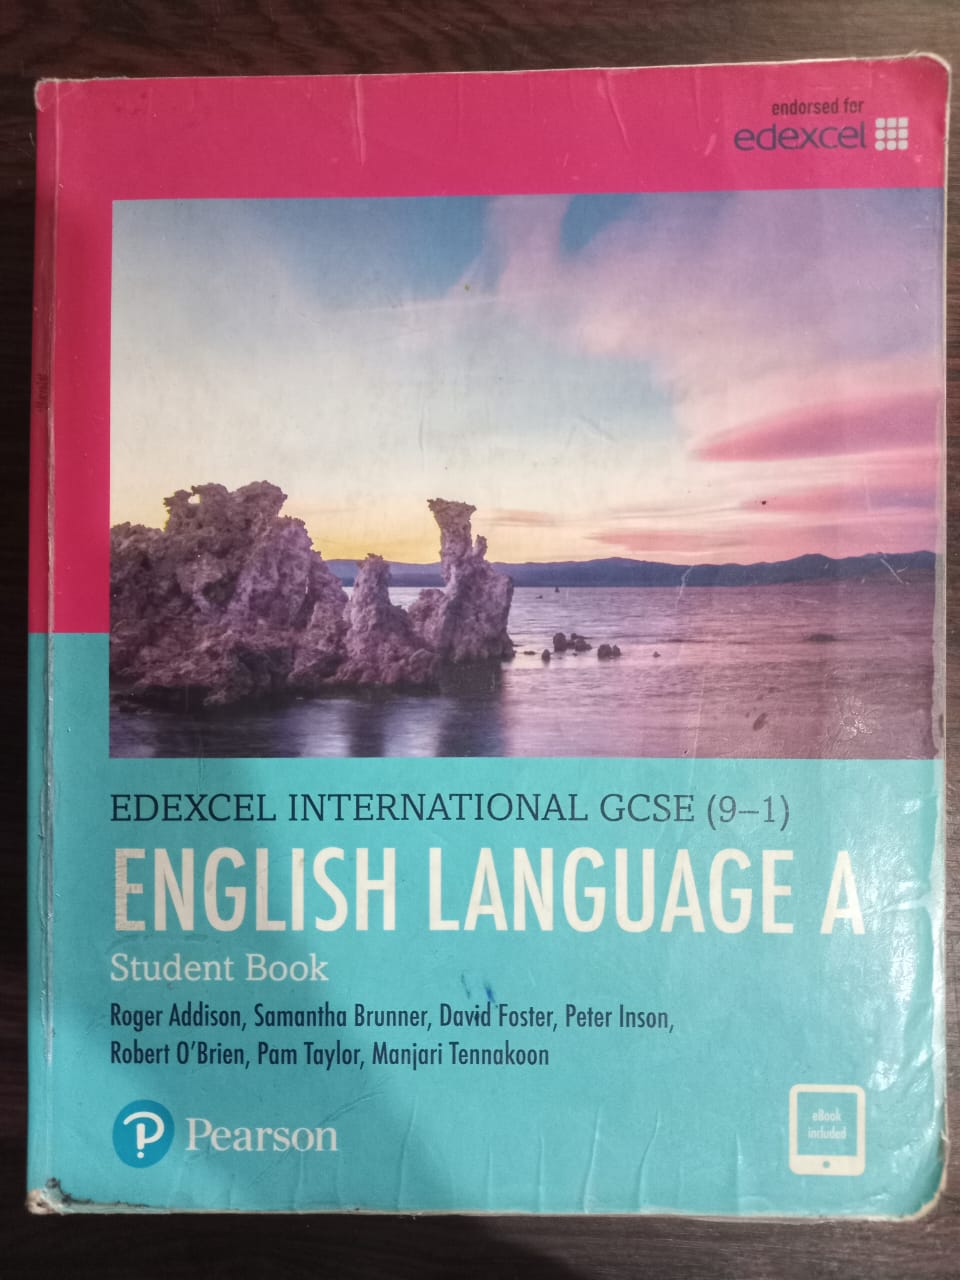 endorsed for
edexcel
EDEXCEL INTERNATIONAL GCSE (9–1)
ENGLISH LANGUAGE A
Student Book
Roger Addison, Samantha Brunner, David Foster, Peter Inson,
Robert O'Brien, Pam Taylor, Manjari Tennakoon
Pearson
eBook
included